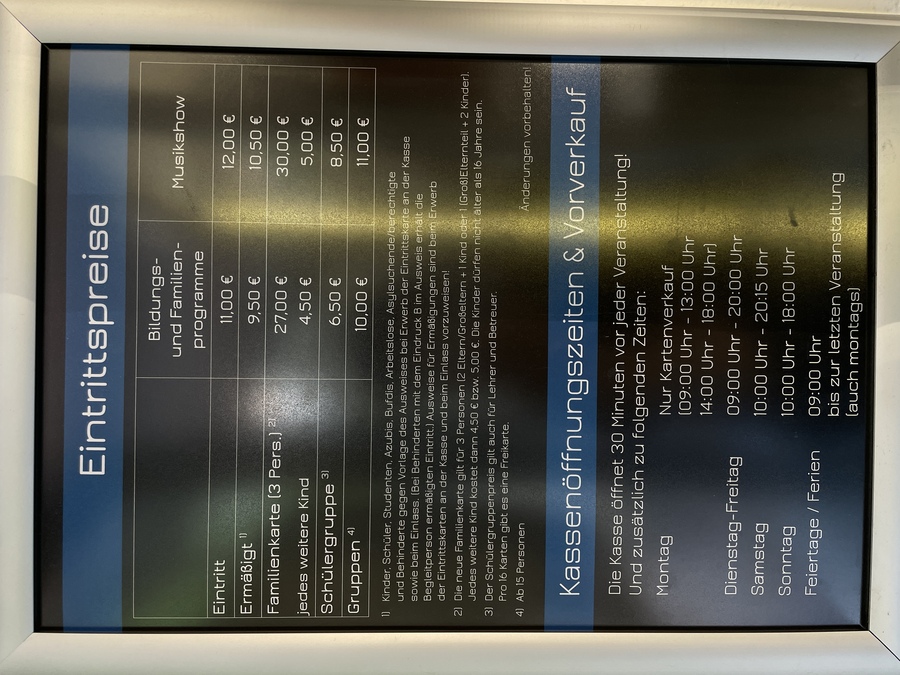 Eintrittspreise
Bildungs-
und Familien-
programme
Musikshow
Eintritt 11,00 € 12,00 €
Ermäßigt 1) 9,50 € 10,50 €
Familienkarte (3 Pers.) 2) 27,00 € 30,00 €
jedes weitere Kind 4,50 € 5,00 €
Schülergruppe 3) 6,50 € 8,50 €
Gruppen 4) 10,00 € 11,00 €
1) Kinder, Schüler, Studenten, Azubis, Bufdis, Arbeitslose, Asylsuchende/berechtigte
und Behinderte gegen Vorlage des Ausweises bei Erwerb der Eintrittskarte an der Kasse
sowie beim Einlass. (Bei Behinderten mit dem Eindruck B im Ausweis erhält die
Begleitperson ermäßigten Eintritt.) Ausweise für Ermäßigungen sind beim Erwerb
der Eintrittskarten an der Kasse und beim Einlass vorzuweisen!
2) Die neue Familienkarte gilt für 3 Personen (2 Eltern/Großeltern + 1 Kind oder 1 (Groß)Elternteil + 2 Kinder).
Jedes weitere Kind kostet dann 4,50 € bzw. 5,00 €. Die Kinder dürfen nicht älter als 16 Jahre sein.
3) Der Schülergruppenpreis gilt auch für Lehrer und Betreuer.
Pro 16 Karten gibt es eine Freikarte.
4) Ab 15 Personen
Änderungen vorbehalten!
Kassenöffnungszeiten & Vorverkauf
Die Kasse öffnet 30 Minuten vor jeder Veranstaltung!
Und zusätzlich zu folgenden Zeiten:
Montag Nur Kartenverkauf
(09:00 Uhr - 13:00 Uhr
14:00 Uhr - 18:00 Uhr)
Dienstag-Freitag 09:00 Uhr - 20:00 Uhr
Samstag 10:00 Uhr - 20:15 Uhr
Sonntag 10:00 Uhr - 18:00 Uhr
Feiertage / Ferien 09:00 Uhr
bis zur letzten Veranstaltung
(auch montags)